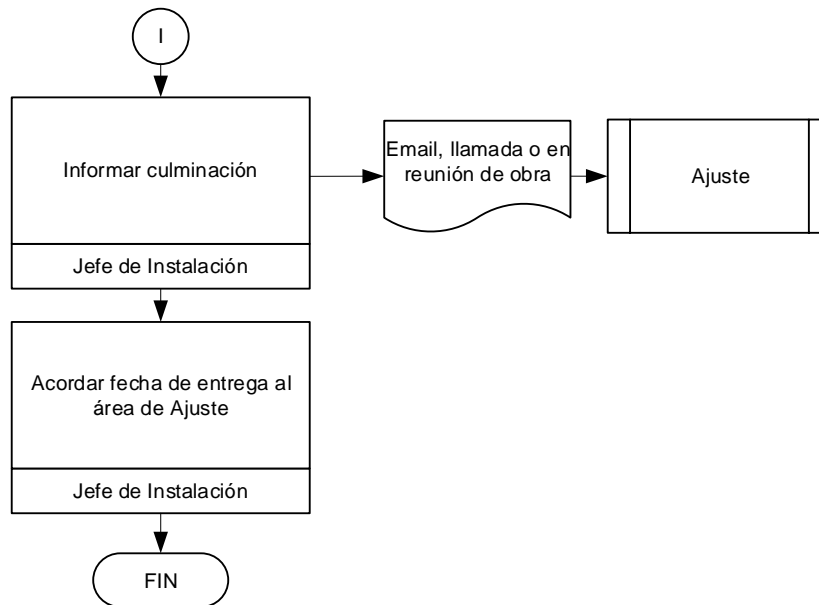 I
Informar culminación
Jefe de Instalación
Email, llamada o en
reunión de obra
Ajuste
Acordar fecha de entrega al
área de Ajuste
Jefe de Instalación
FIN